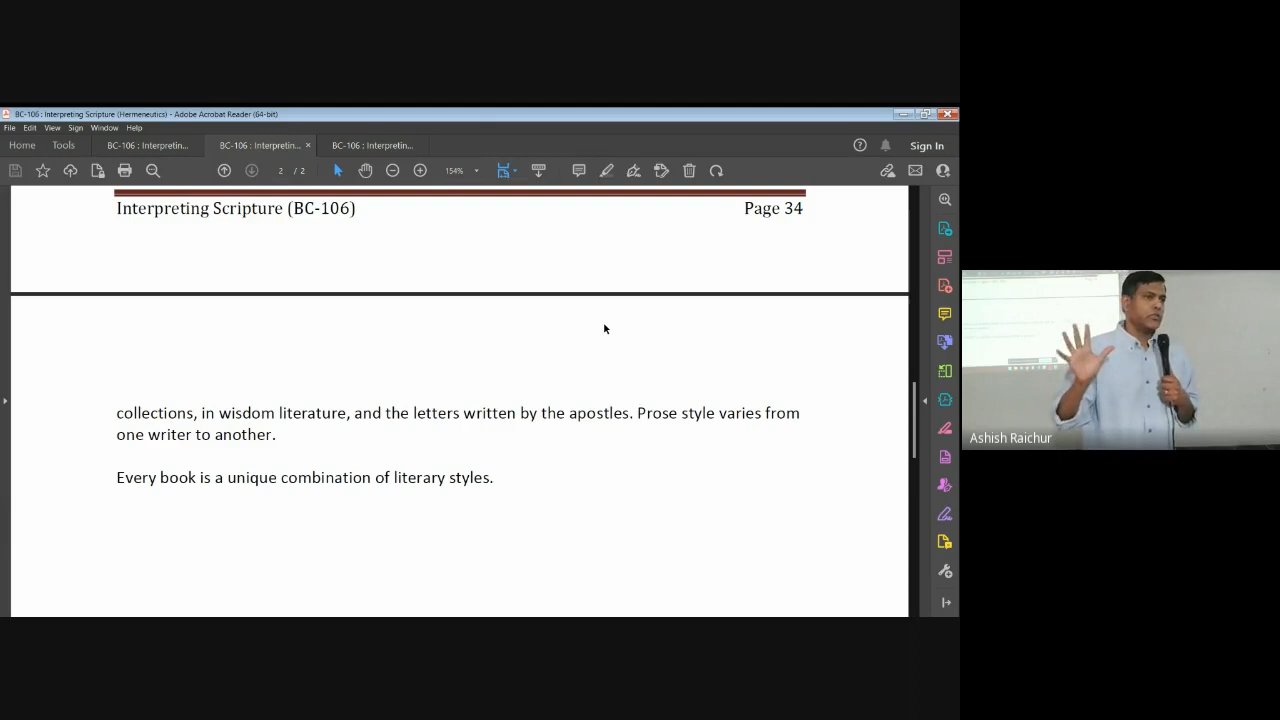 BC-106 : Interpreting Scripture (Hermeneutics) - Adobe Acrobat Reader (64-bit)
File Edit View Sign Window Help
Home Tools BC-106 : Interpretin... BC-106 : Interpretin... × BC-106 : Interpretin... Sign In
2 / 2 154%
Interpreting Scripture (BC-106) Page 34
collections, in wisdom literature, and the letters written by the apostles. Prose style varies from
one writer to another.
Every book is a unique combination of literary styles.
Ashish Raichur